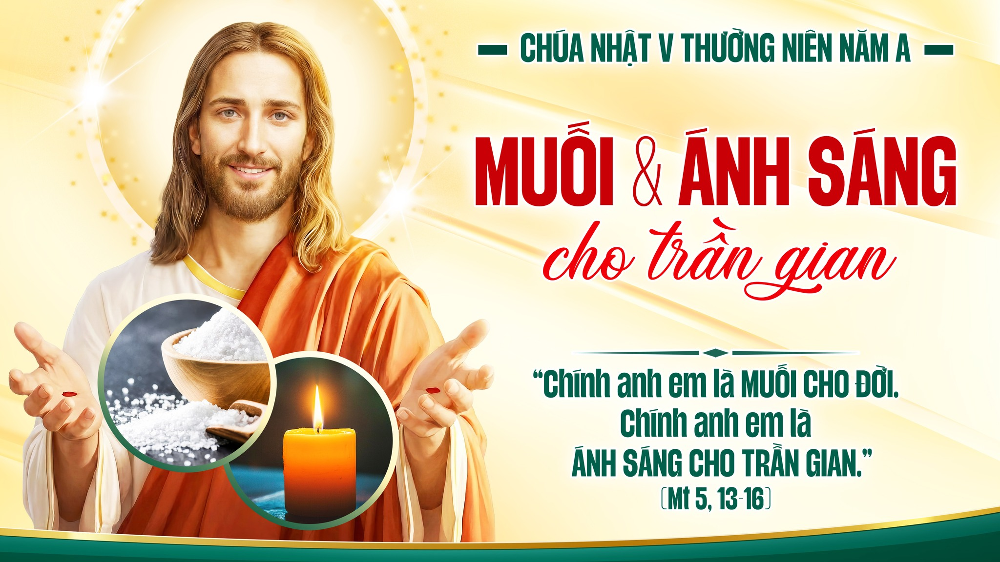 CHÚA NHẬT V THƯỜNG NIÊN NĂM A
MUỐI & ÁNH SÁNG
cho trần gian
“Chính anh em là MUỐI CHO ĐỜI.
Chính anh em là
ÁNH SÁNG CHO TRẦN GIAN.”
(Mt 5, 13-16)